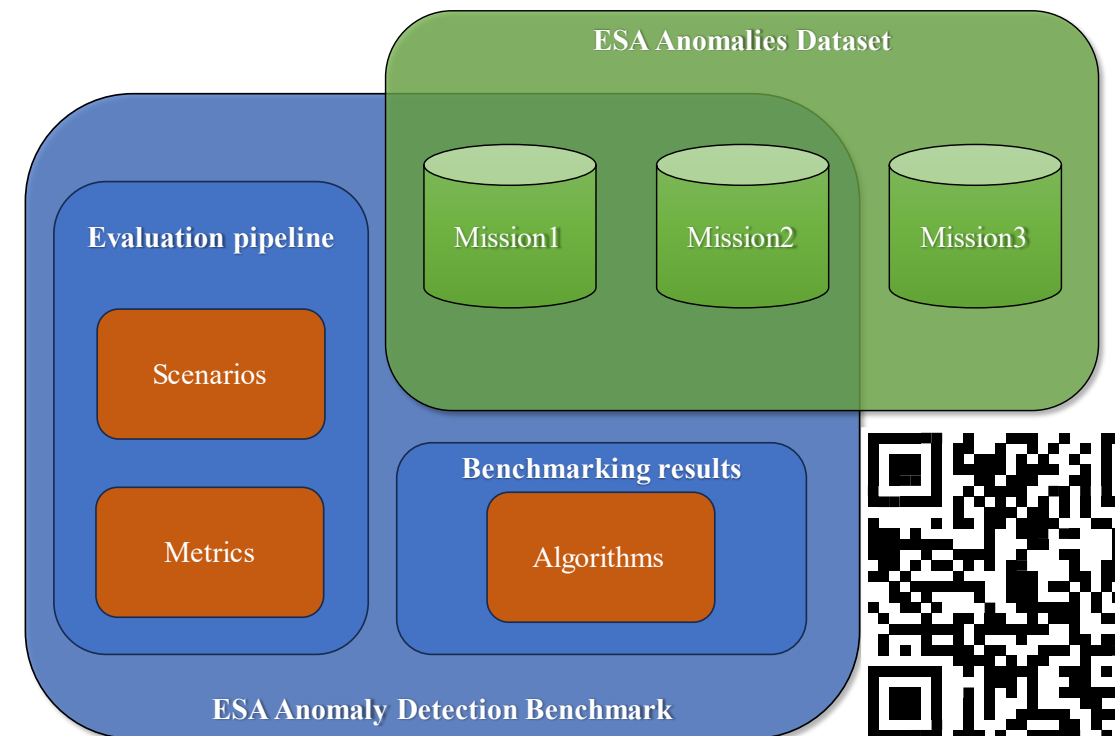 ESA Anomalies Dataset
Mission1
Mission2
Mission3
Evaluation pipeline
Scenarios
Metrics
Benchmarking results
Algorithms
ESA Anomaly Detection Benchmark